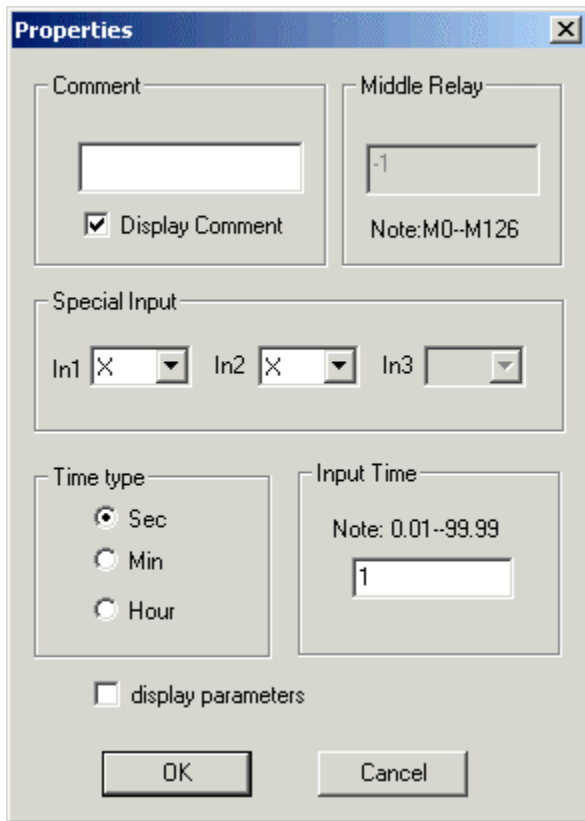 Properties
Comment
Middle Relay
-1
Display Comment
Note:M0--M126
Special Input
In1 X In2 X In3
Time type
Input Time
Sec
Note: 0.01--99.99
Min
1
Hour
display parameters
OK Cancel